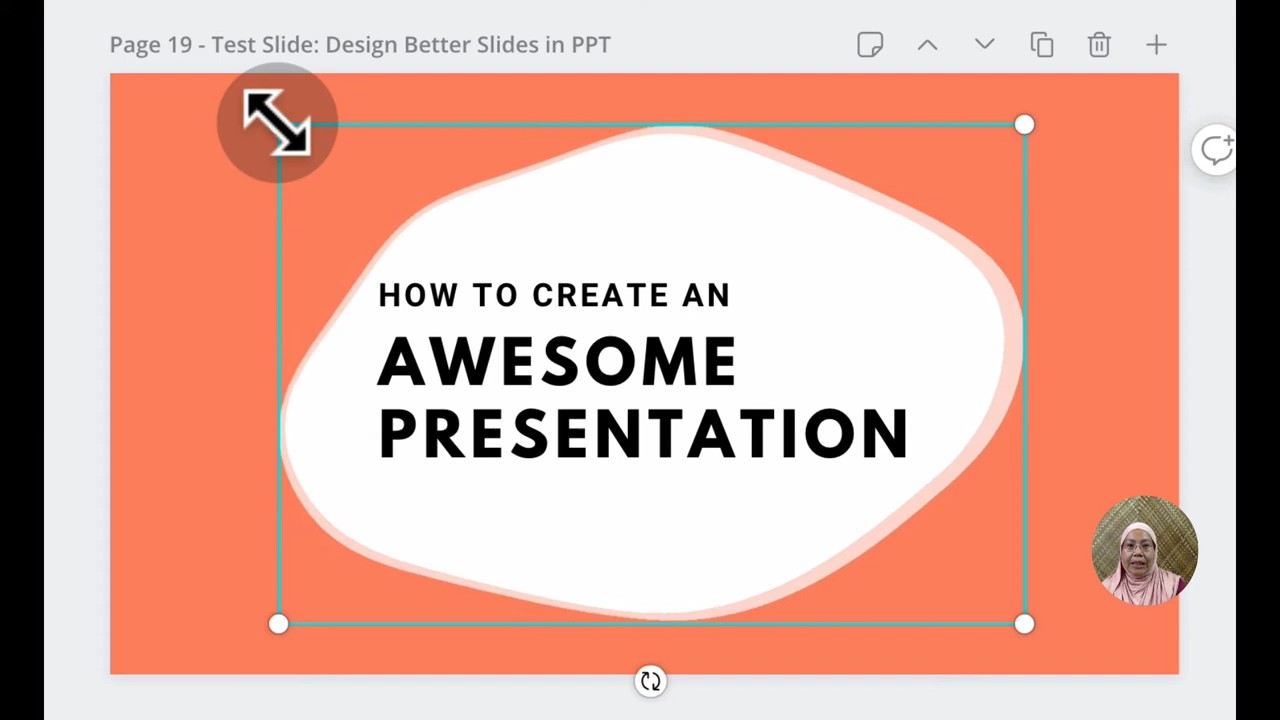 Page 19 - Test Slide: Design Better Slides in PPT
HOW TO CREATE AN
AWESOME
PRESENTATION